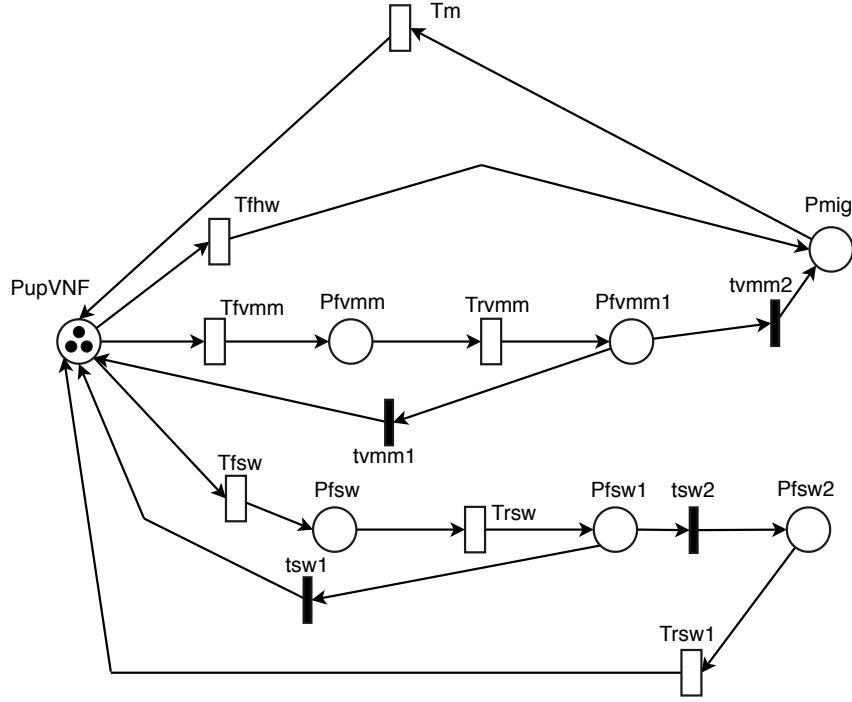 Tm
Tfhw
Pmig
PupVNF
Tfvmm
Pfvmm
Trvmm
Pfvmm1
tvmm2
tvmm1
Tfsw
Pfsw
Trsw
Pfsw1
tsw2
Pfsw2
tsw1
Trsw1